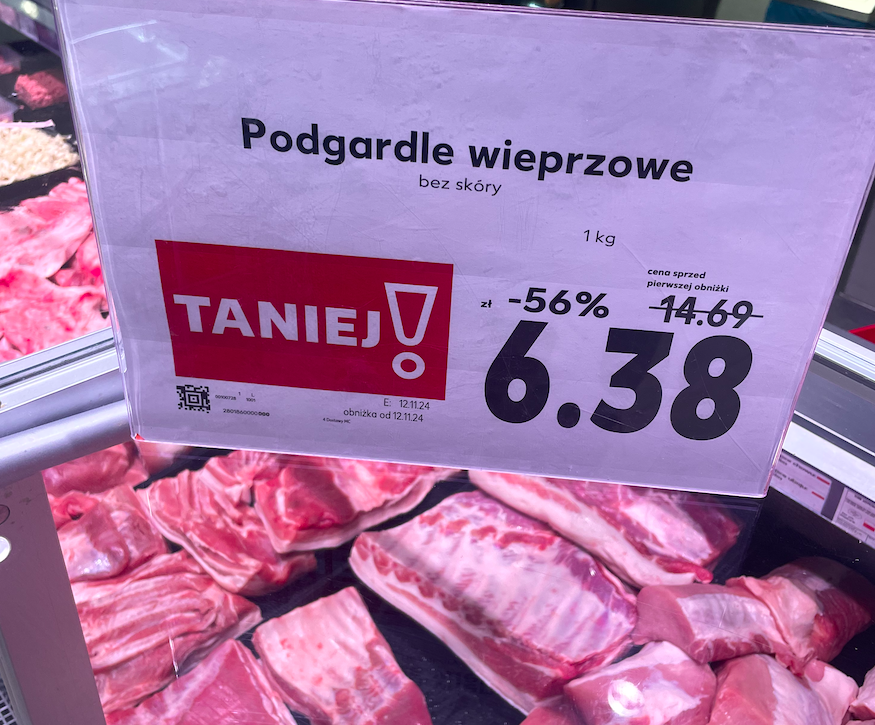 Podgardle wieprzowe
bez skóry
1 kg
TANIEJ!
zł -56%
cena sprzed
pierwszej obniżki
14.69
6.38
E: 12.11.24
obniżka od 12.11.24